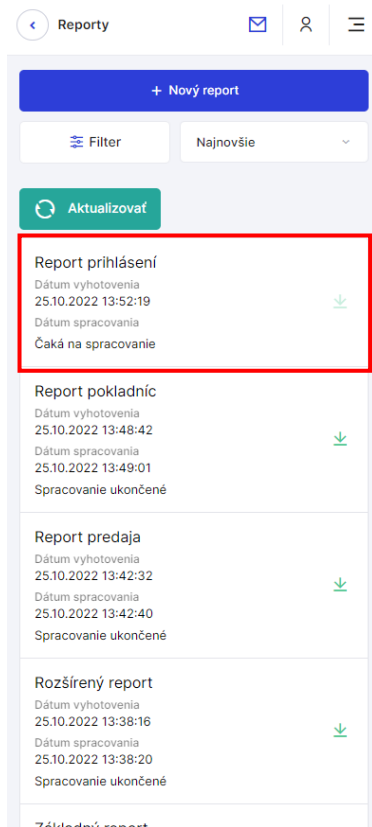 Reporty
+ Nový report
Filter
Najnovšie
Aktualizovať
Report prihlásení
Dátum vyhotovenia
25.10.2022 13:52:19
Dátum spracovania
Čaká na spracovanie
Report pokladníc
Dátum vyhotovenia
25.10.2022 13:48:42
Dátum spracovania
25.10.2022 13:49:01
Spracovanie ukončené
Report predaja
Dátum vyhotovenia
25.10.2022 13:42:32
Dátum spracovania
25.10.2022 13:42:40
Spracovanie ukončené
Rozšírený report
Dátum vyhotovenia
25.10.2022 13:38:16
Dátum spracovania
25.10.2022 13:38:20
Spracovanie ukončené
Základný report